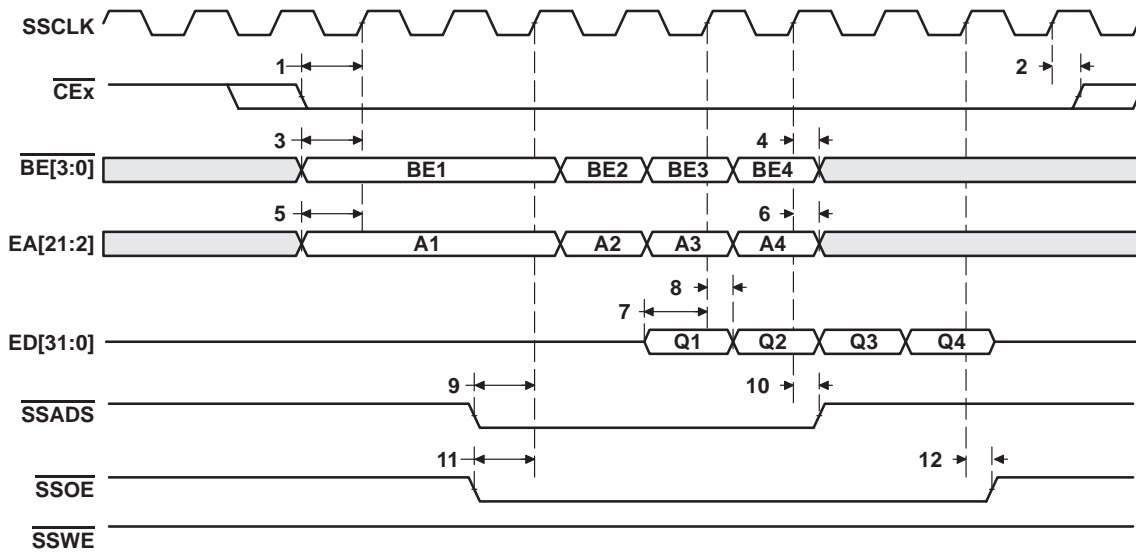 SSCLK
1 2
CEx
3 4
BE[3:0] BE1 BE2 BE3 BE4
5 6
EA[21:2] A1 A2 A3 A4
8
7
ED[31:0] Q1 Q2 Q3 Q4
9 10
SSADS
11 12
SSOE
SSWE